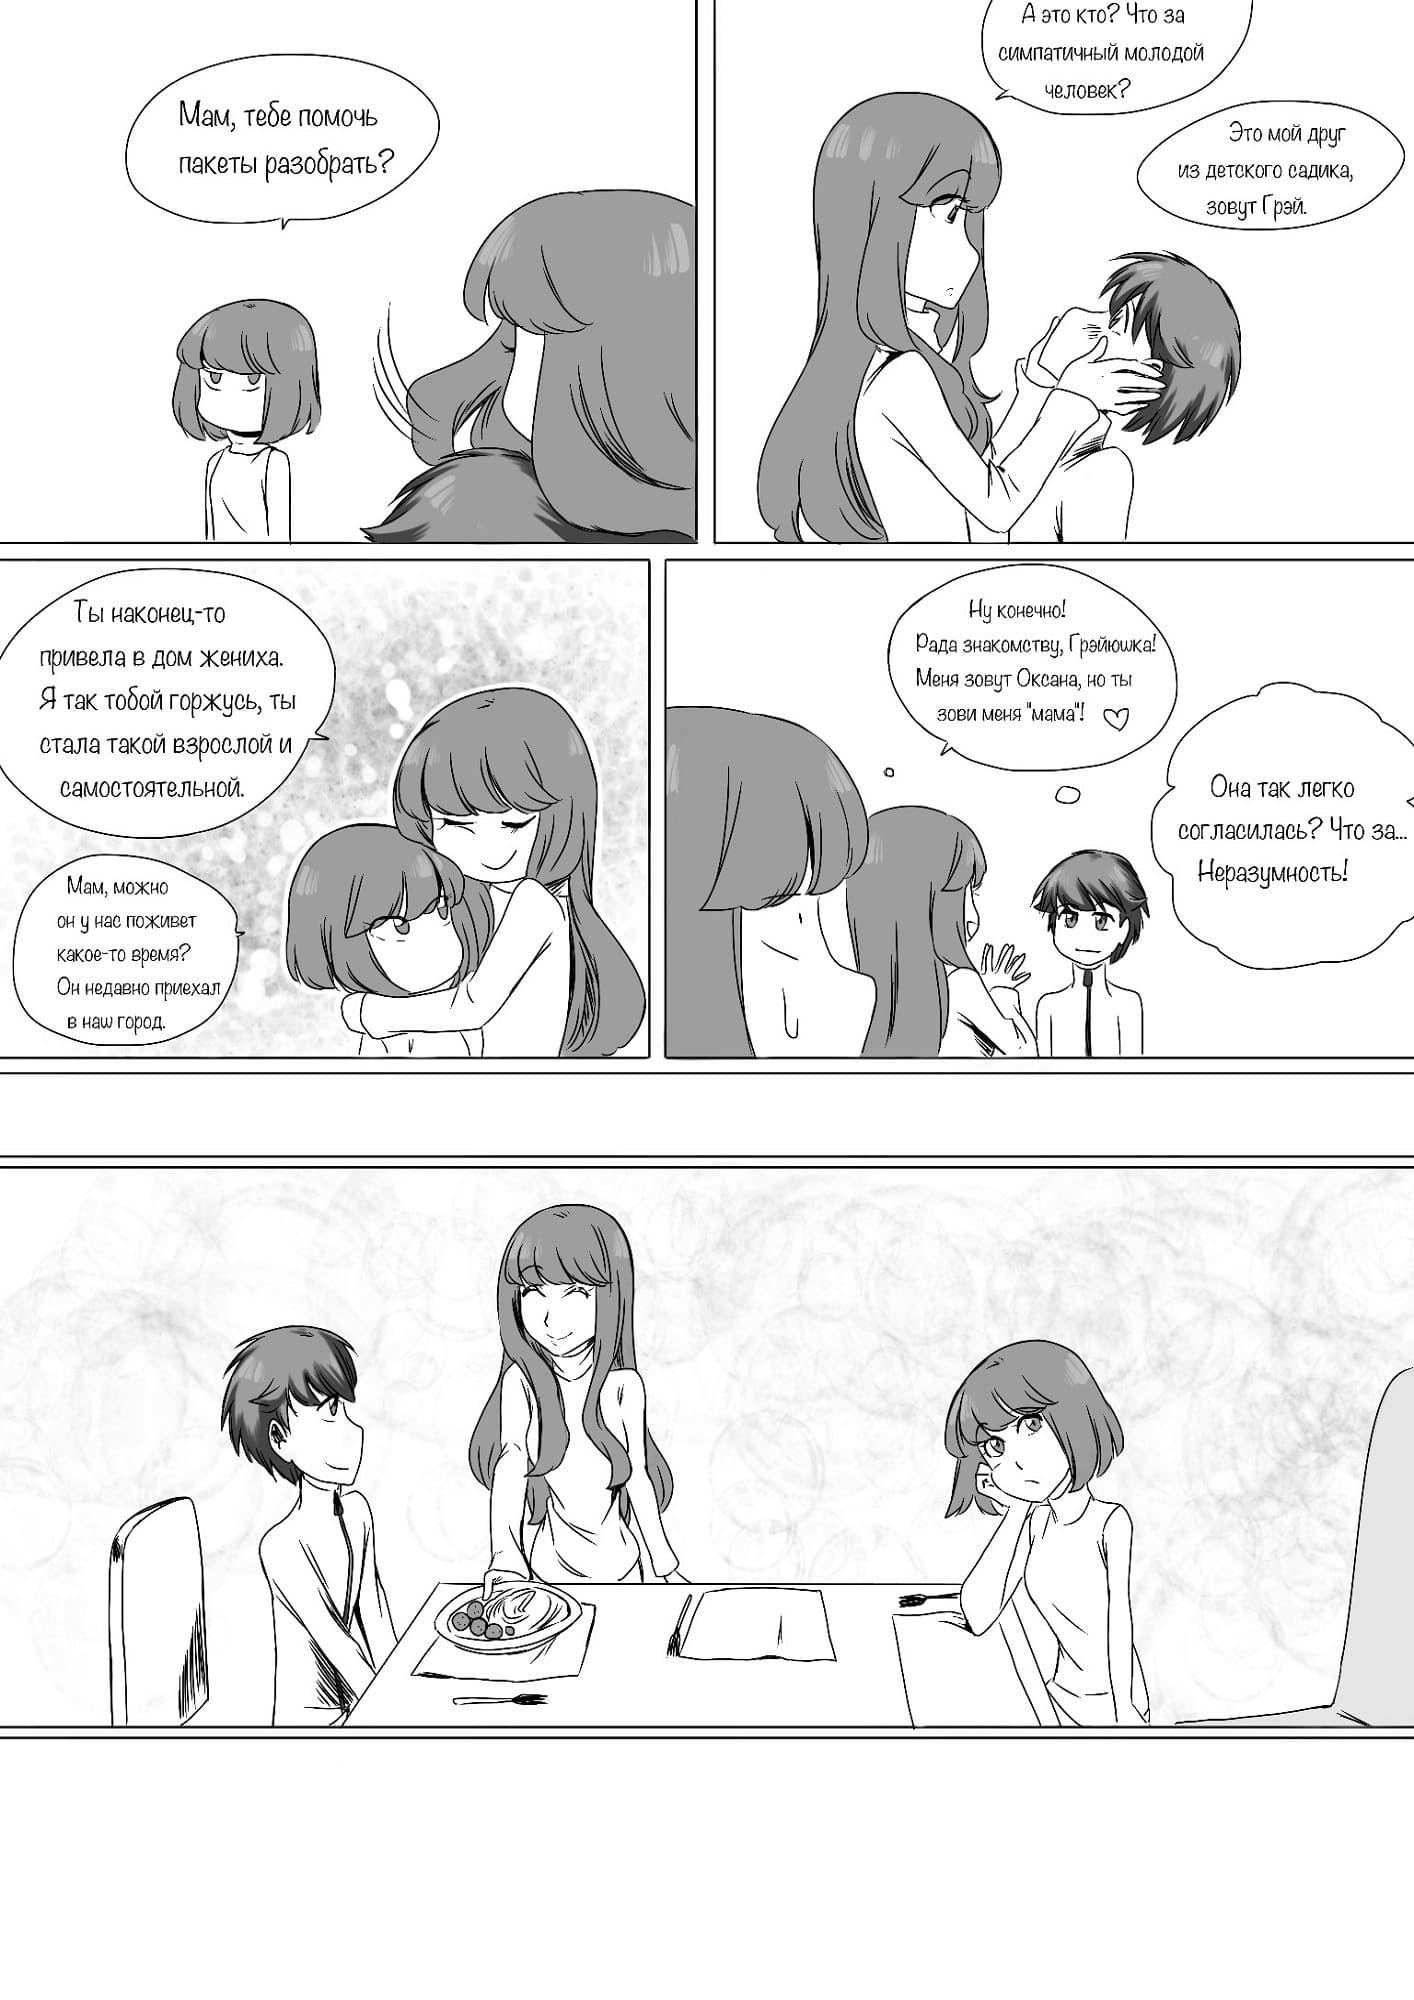 Мам, тебе помочь
пакеты разобрать?
А это кто? Что за
симпатичный молодой
человек?
Это мой друг
из детского садика,
зовут Грэй.
Ты наконец-то
привела в дом жениха.
Я так тобой горжусь, ты
стала такой взрослой и
самостоятельной.
Мам, можно
он у нас поживет
какое-то время?
Он недавно приехал
в наш город.
Ну конечно!
Рада знакомству, Грэйюшка!
Меня зовут Оксана, но ты
зови меня "мама"! ♡
Она так легко
согласилась? Что за...
Неразумность!